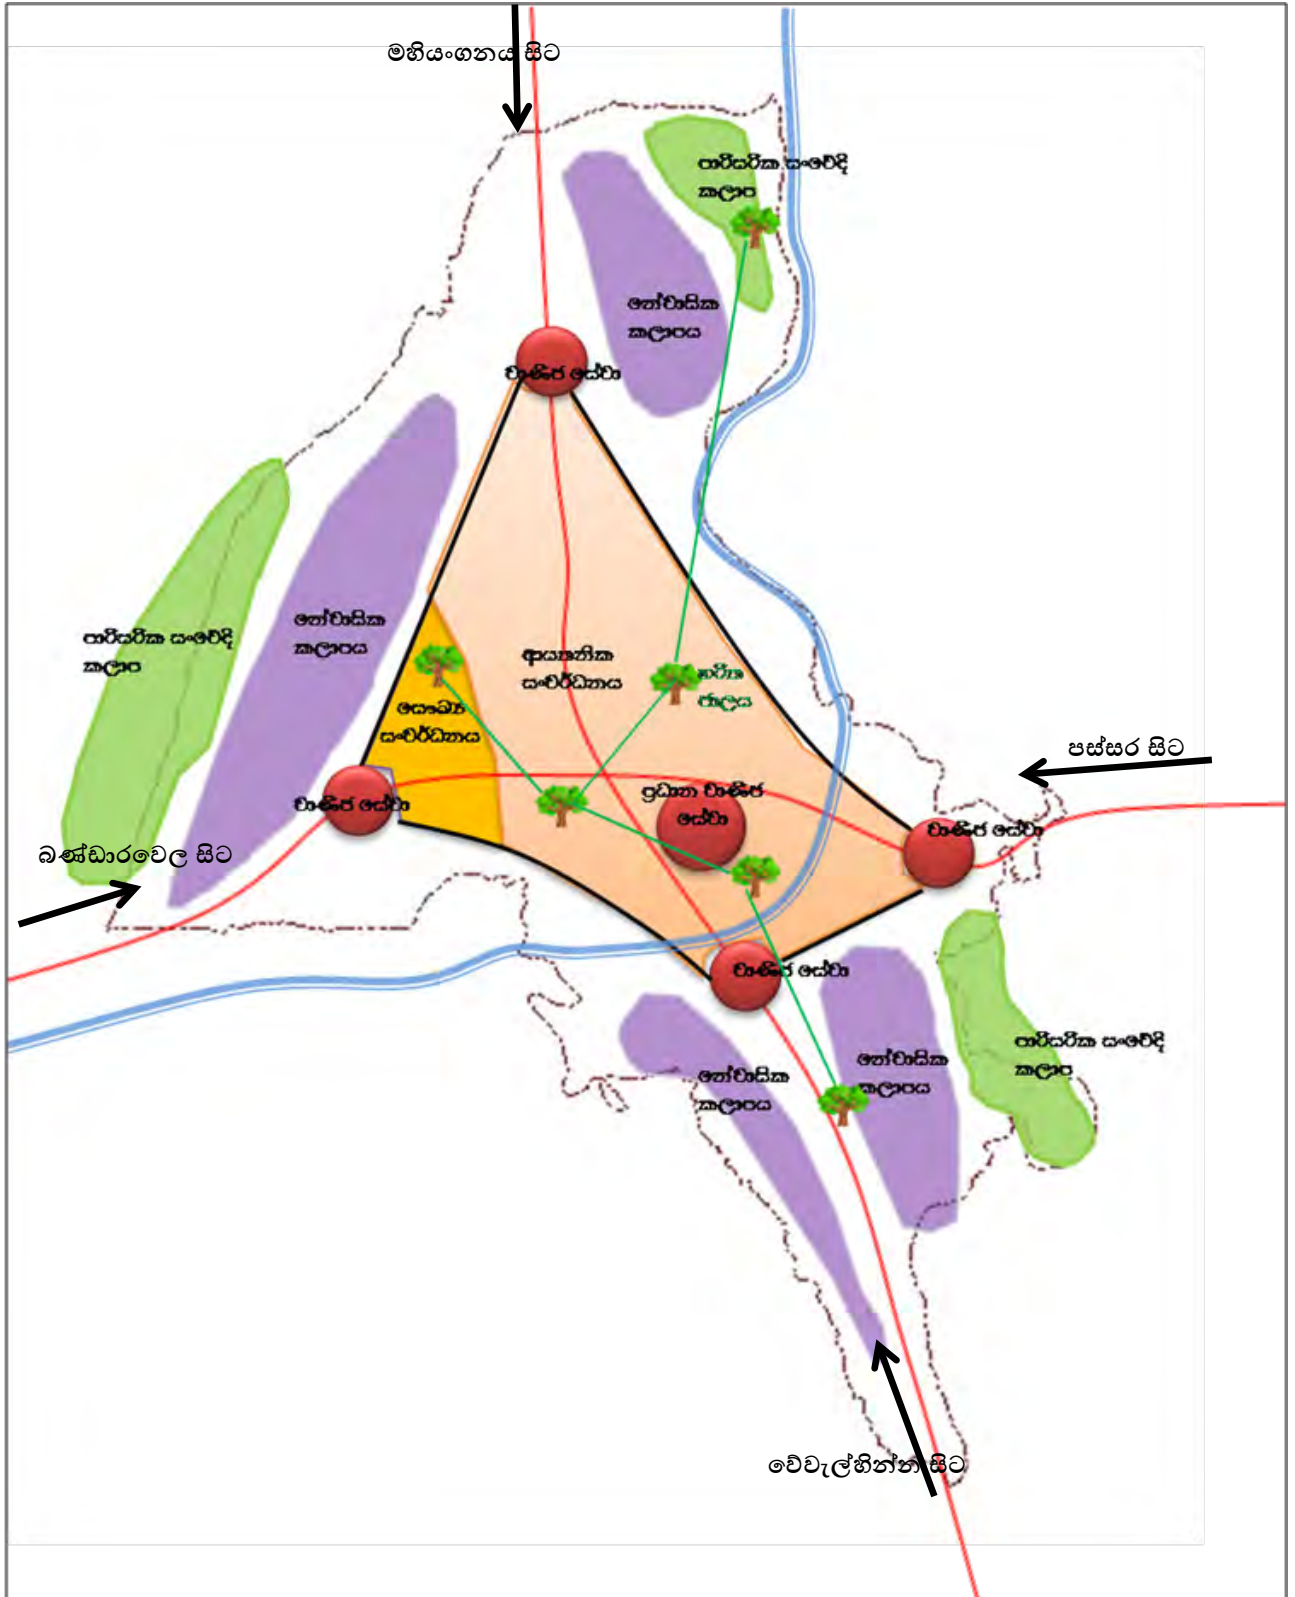 මහියංගනය සිට
පාරිසරික සංවේදි
කලාප
නේවාසික
කලාපය
වාණිජ සේවා
නේවාසික
කලාපය
පාරිසරික සංවේදි
කලාප
ආයතනික
සංවර්ධනය
හරිත
ජාලය
සෞඛ්‍ය
සංවර්ධනය
පස්සර සිට
ප්‍රධාන වාණිජ
සේවා
වාණිජ සේවා
වාණිජ සේවා
බණ්ඩාරවෙල සිට
වාණිජ සේවා
පාරිසරික සංවේදි
කලාප
නේවාසික
කලාපය
නේවාසික
කලාපය
වේවැල්හින්න සිට